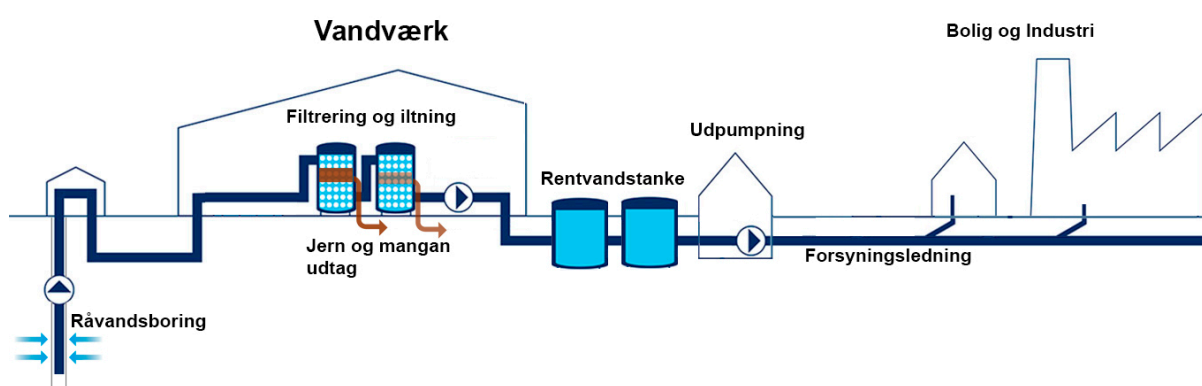 Vandværk
Bolig og Industri
Filtrering og iltning
Udpumpning
Rentvandstanke
Jern og mangan
udtag
Forsyningsledning
Råvandsboring